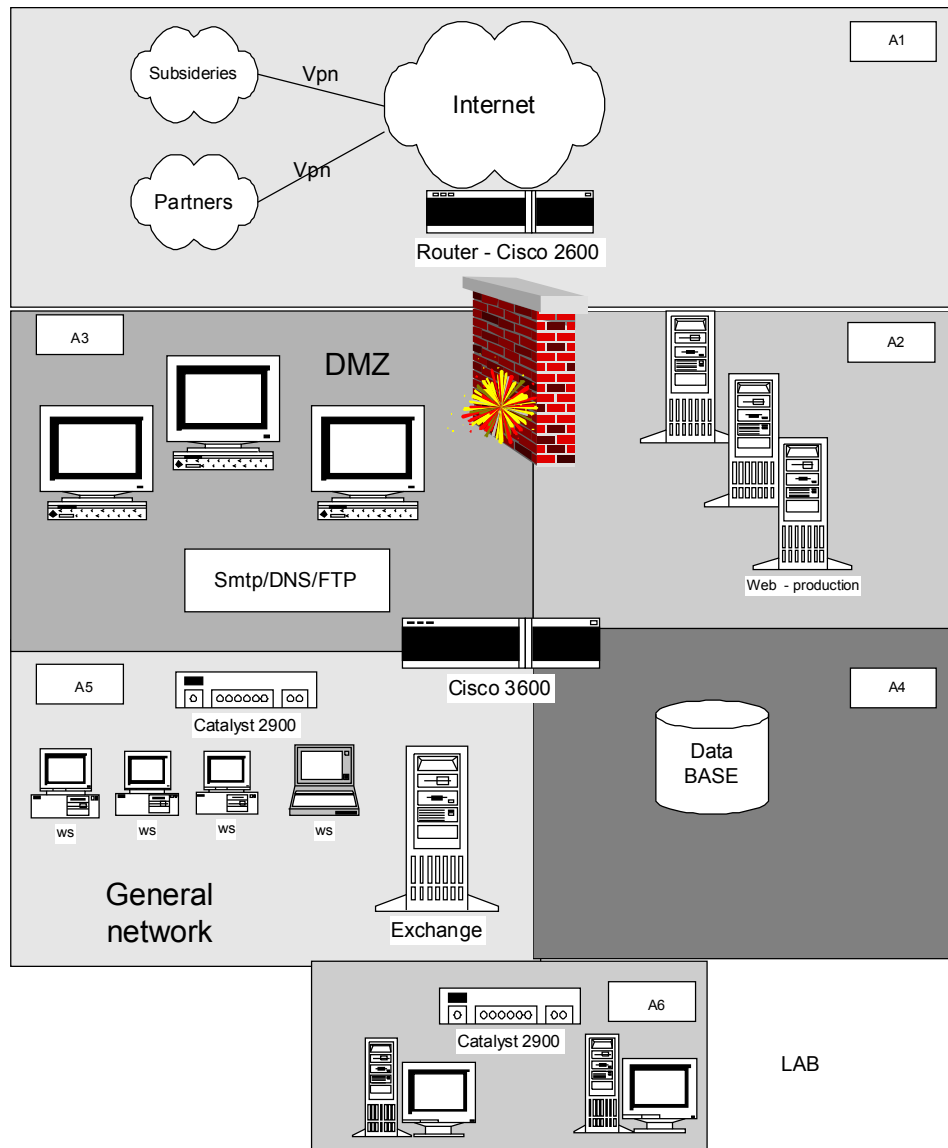 A1
Subsideries
Vpn
Internet
Vpn
Partners
Router - Cisco 2600
A3
DMZ
A2
Smtp/DNS/FTP
Web - production
Cisco 3600
A5
A4
Catalyst 2900
Data
BASE
ws
ws
ws
ws
General
network
Exchange
A6
Catalyst 2900
LAB